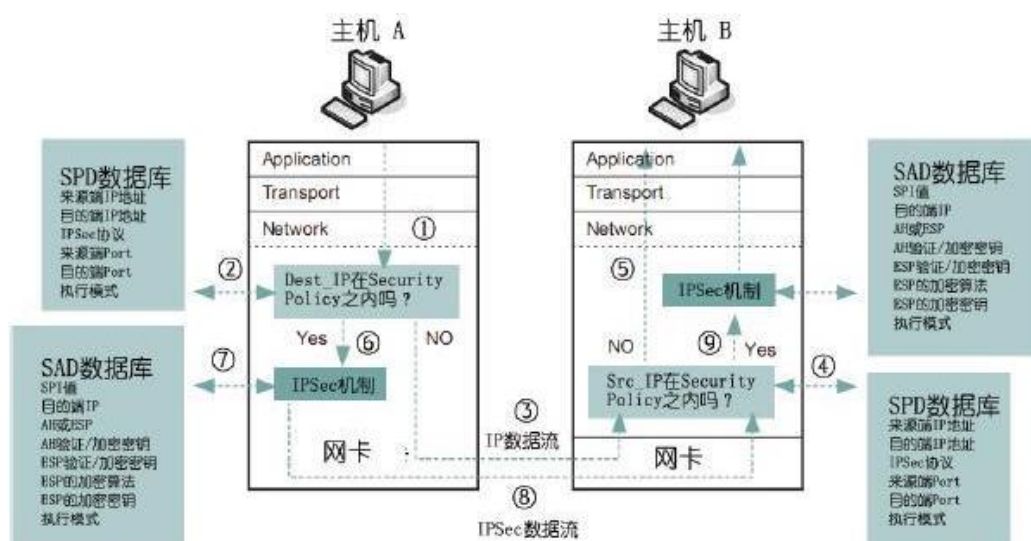 主机 A
主机 B
SPD数据库
来源端IP地址
目的端IP地址
IPSec协议
来源端Port
目的端Port
执行模式
Application
Transport
Network
①
②
Dest_IP在Security
Policy之内吗？
Yes
⑥
NO
⑦
IPSec机制
网卡
SAD数据库
SPI值
目的端IP
AH或ESP
AH验证/加密密钥
ESP验证/加密密钥
ESP的加密算法
ESP的加密密钥
执行模式
③
IP数据流
⑧
IPSec数据流
Application
Transport
Network
⑤
IPSec机制
NO
⑨
Yes
Src_IP在Security
Policy之内吗？
④
网卡
SAD数据库
SPI值
目的端IP
AH或ESP
AH验证/加密密钥
ESP验证/加密密钥
ESP的加密算法
ESP的加密密钥
执行模式
SPD数据库
来源端IP地址
目的端IP地址
IPSec协议
来源端Port
目的端Port
执行模式